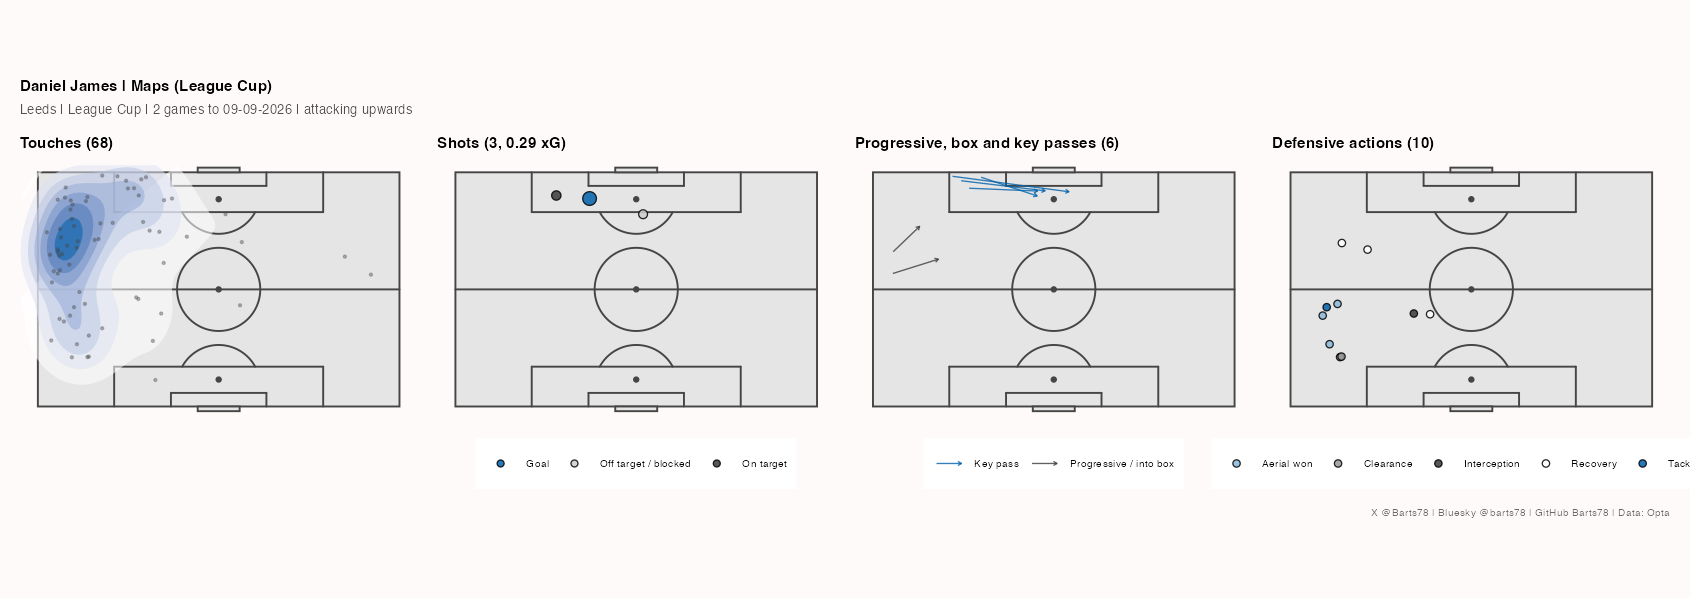 Daniel James | Maps (League Cup)
Leeds | League Cup | 2 games to 09-09-2026 | attacking upwards
Touches (68)
Shots (3, 0.29 xG)
Progressive, box and key passes (6)
Defensive actions (10)
Goal
Off target / blocked
On target
Key pass
Progressive / into box
Aerial won
Clearance
Interception
Recovery
Tack
X @Barts78 | Bluesky @barts78 | GitHub Barts78 | Data: Opta